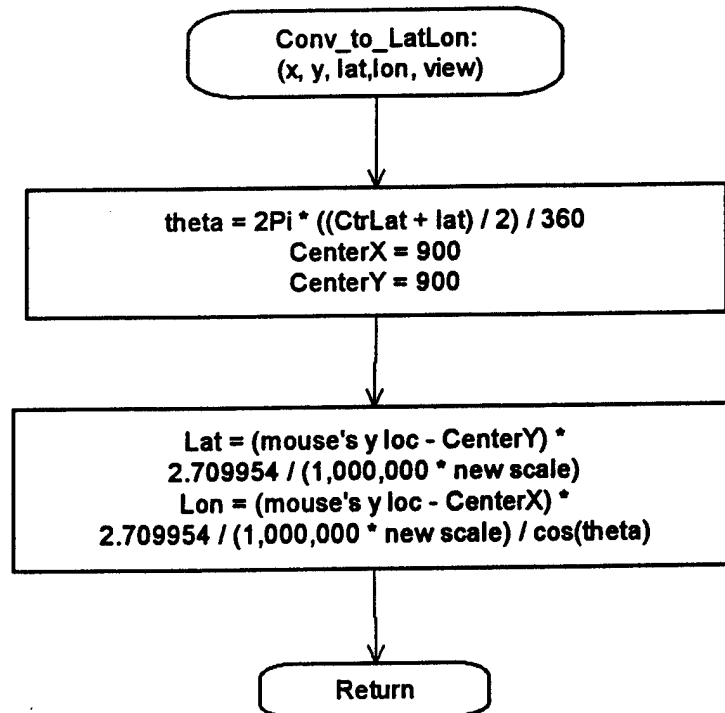 Conv_to_LatLon:
(x, y, lat,lon, view)
theta = 2Pi * ((CtrLat + lat) / 2) / 360
CenterX = 900
CenterY = 900
Lat = (mouse's y loc - CenterY) *
2.709954 / (1,000,000 * new scale)
Lon = (mouse's y loc - CenterX) *
2.709954 / (1,000,000 * new scale) / cos(theta)
Return